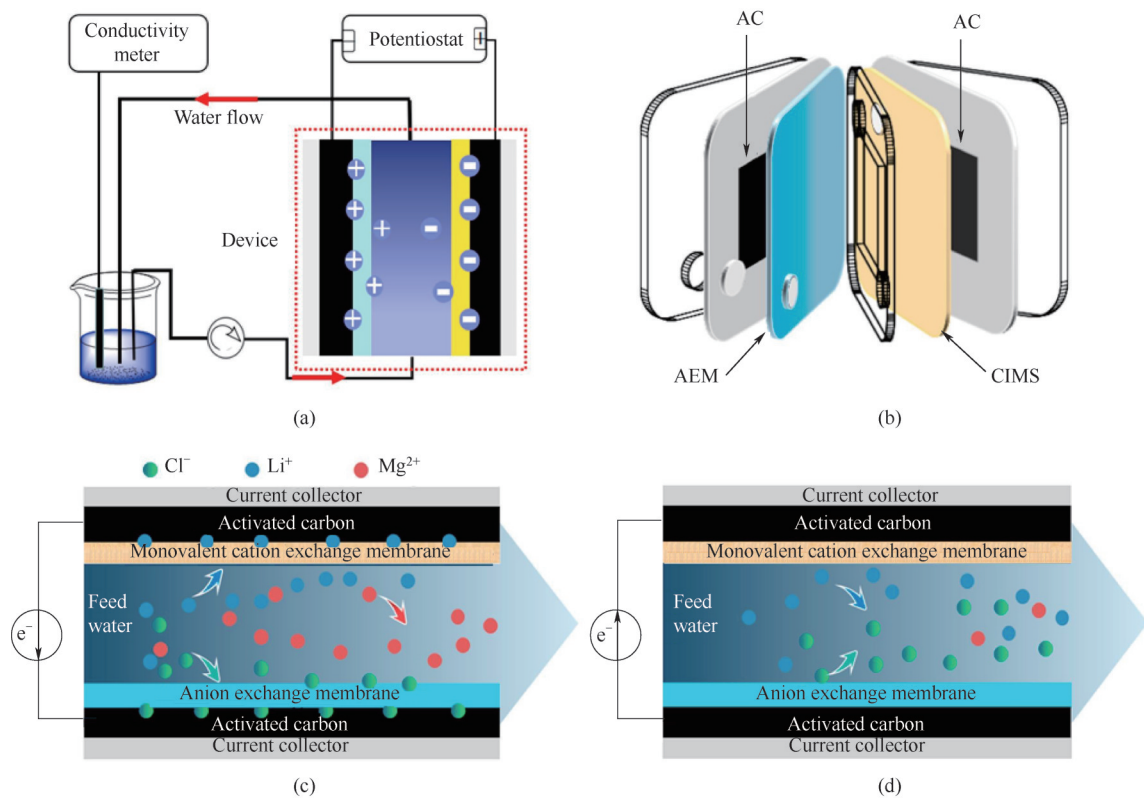 Conductivity
meter
Potentiostat
Water flow
Device
+
+
+
+
+
+
−
−
−
−
−
−
(a)
AC
AC
AEM
CIMS
(b)
Cl⁻
Li⁺
Mg²⁺
Current collector
Activated carbon
Monovalent cation exchange membrane
Feed
water
e⁻
Anion exchange membrane
Activated carbon
Current collector
(c)
Current collector
Activated carbon
Monovalent cation exchange membrane
Feed
water
e⁻
Anion exchange membrane
Activated carbon
Current collector
(d)